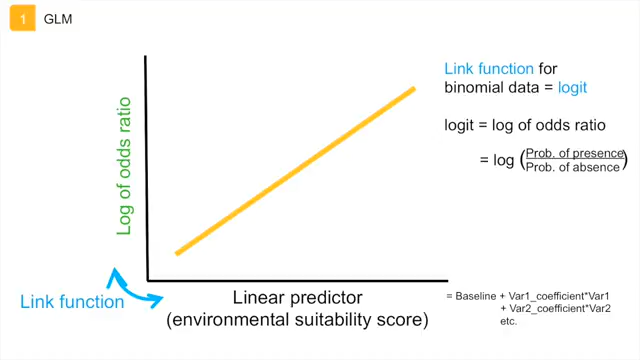 1 GLM
Link function for
binomial data = logit
logit = log of odds ratio
= log (Prob. of presence
Prob. of absence)
Log of odds ratio
Link function
Linear predictor
(environmental suitability score)
= Baseline + Var1_coefficient*Var1
+ Var2_coefficient*Var2
etc.